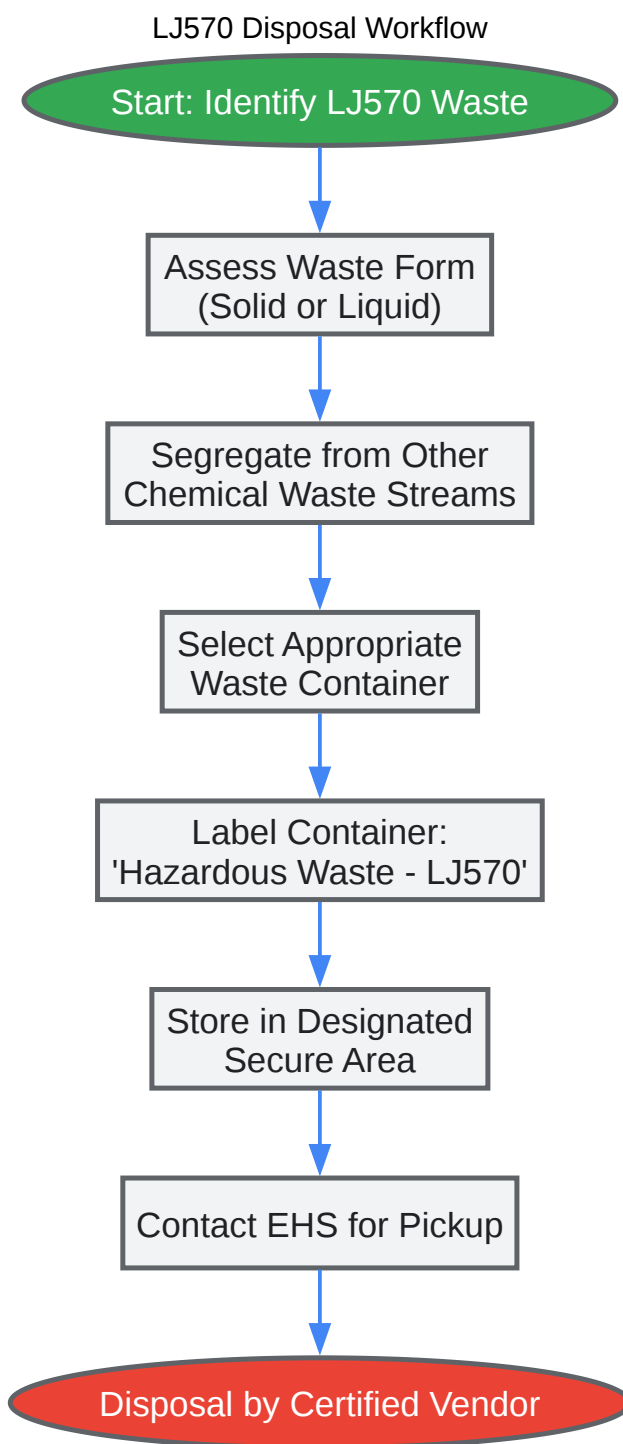 LJ570 Disposal Workflow
Start: Identify LJ570 Waste
Assess Waste Form
(Solid or Liquid)
Segregate from Other
Chemical Waste Streams
Select Appropriate
Waste Container
Label Container:
'Hazardous Waste - LJ570'
Store in Designated
Secure Area
Contact EHS for Pickup
Disposal by Certified Vendor